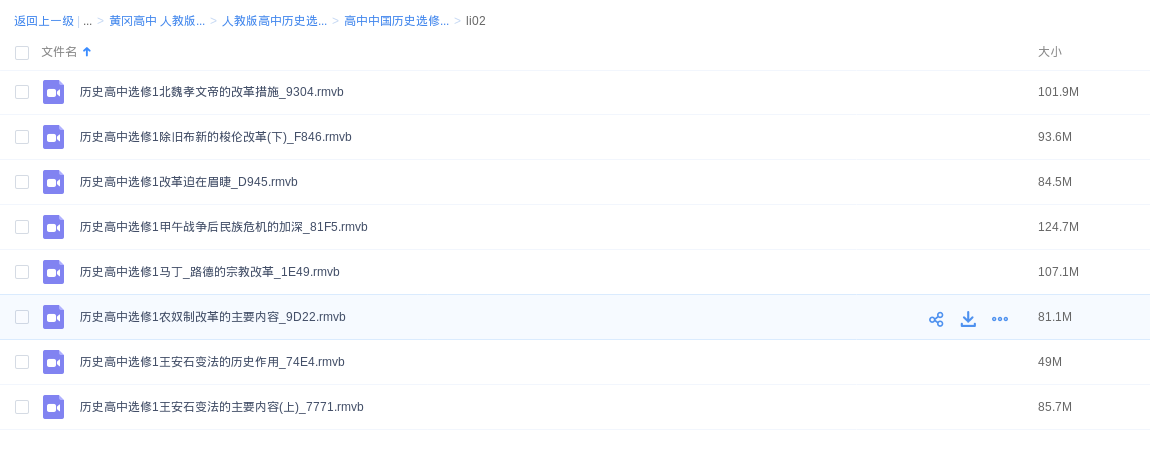 返回上一级 | ... > 黄冈高中 人教版... > 人教版高中历史选... > 高中中国历史选修... > li02
文件名 大小
历史高中选修1北魏孝文帝的改革措施_9304.rmvb 101.9M
历史高中选修1除旧布新的梭伦改革(下)_F846.rmvb 93.6M
历史高中选修1改革迫在眉睫_D945.rmvb 84.5M
历史高中选修1甲午战争后民族危机的加深_81F5.rmvb 124.7M
历史高中选修1马丁_路德的宗教改革_1E49.rmvb 107.1M
历史高中选修1农奴制改革的主要内容_9D22.rmvb 81.1M
历史高中选修1王安石变法的历史作用_74E4.rmvb 49M
历史高中选修1王安石变法的主要内容(上)_7771.rmvb 85.7M